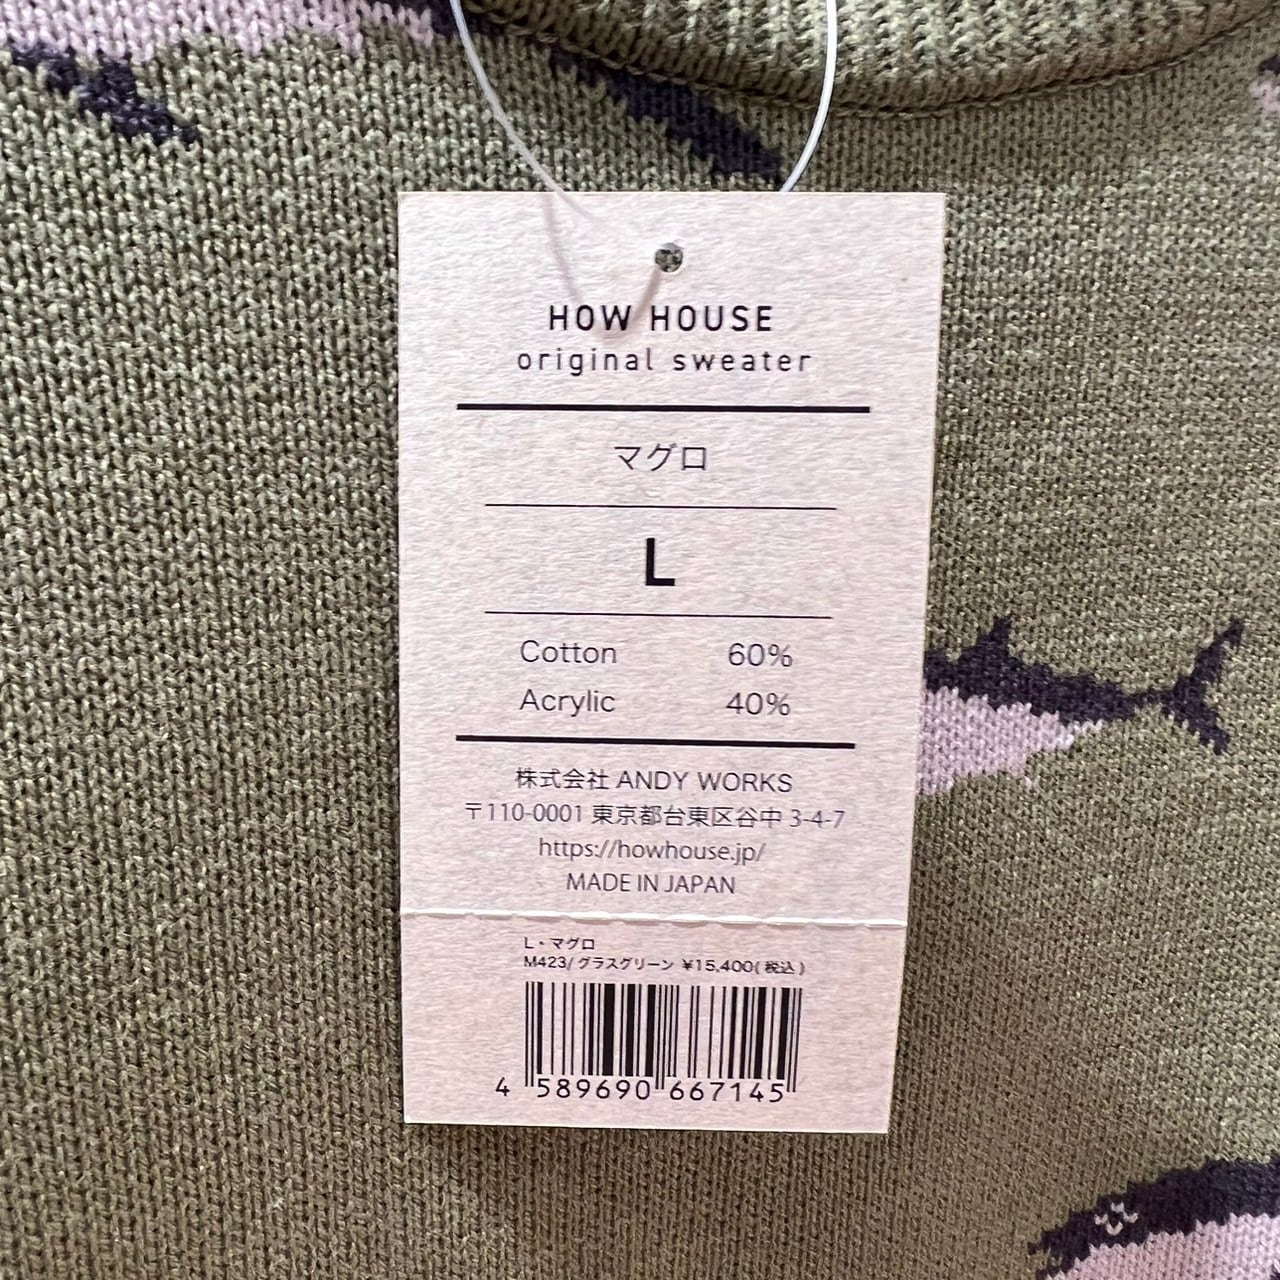 HOW HOUSE
original sweater
マグロ
L
Cotton 60%
Acrylic 40%
株式会社 ANDY WORKS
〒110-0001 東京都台東区谷中 3-4-7
https://howhouse.jp/
MADE IN JAPAN
L・マグロ
M423/グラスグリーン ¥15,400(税込)
4 589690 667145